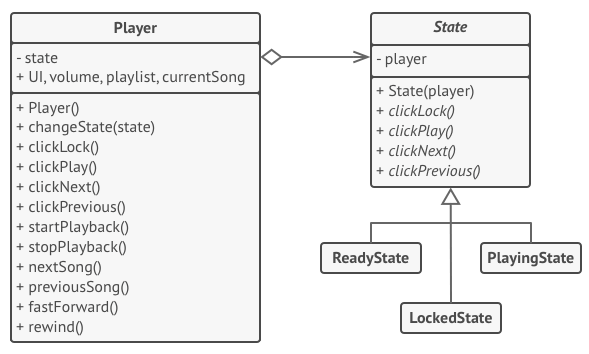 Player
- state
+ UI, volume, playlist, currentSong
+ Player()
+ changeState(state)
+ clickLock()
+ clickPlay()
+ clickNext()
+ clickPrevious()
+ startPlayback()
+ stopPlayback()
+ nextSong()
+ previousSong()
+ fastForward()
+ rewind()
State
- player
+ State(player)
+ clickLock()
+ clickPlay()
+ clickNext()
+ clickPrevious()
ReadyState
PlayingState
LockedState